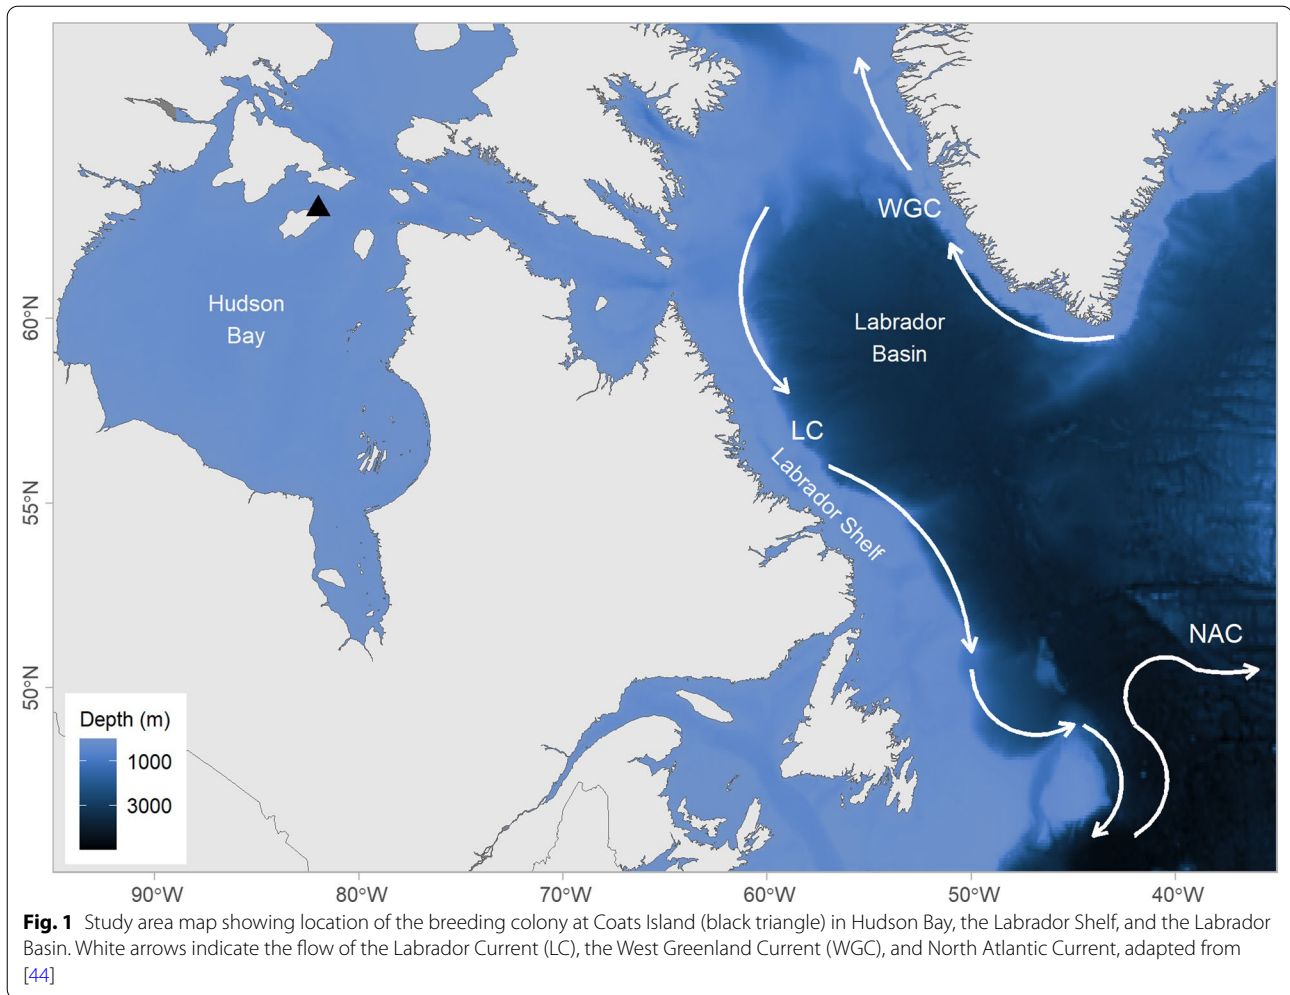 WGC
Hudson
Bay
60°N
Labrador
Basin
LC
Labrador Shelf
55°N
NAC
50°N
Depth (m)
1000
3000
90°W
80°W
70°W
60°W
50°W
40°W
Fig. 1 Study area map showing location of the breeding colony at Coats Island (black triangle) in Hudson Bay, the Labrador Shelf, and the Labrador
Basin. White arrows indicate the flow of the Labrador Current (LC), the West Greenland Current (WGC), and North Atlantic Current, adapted from
[44]